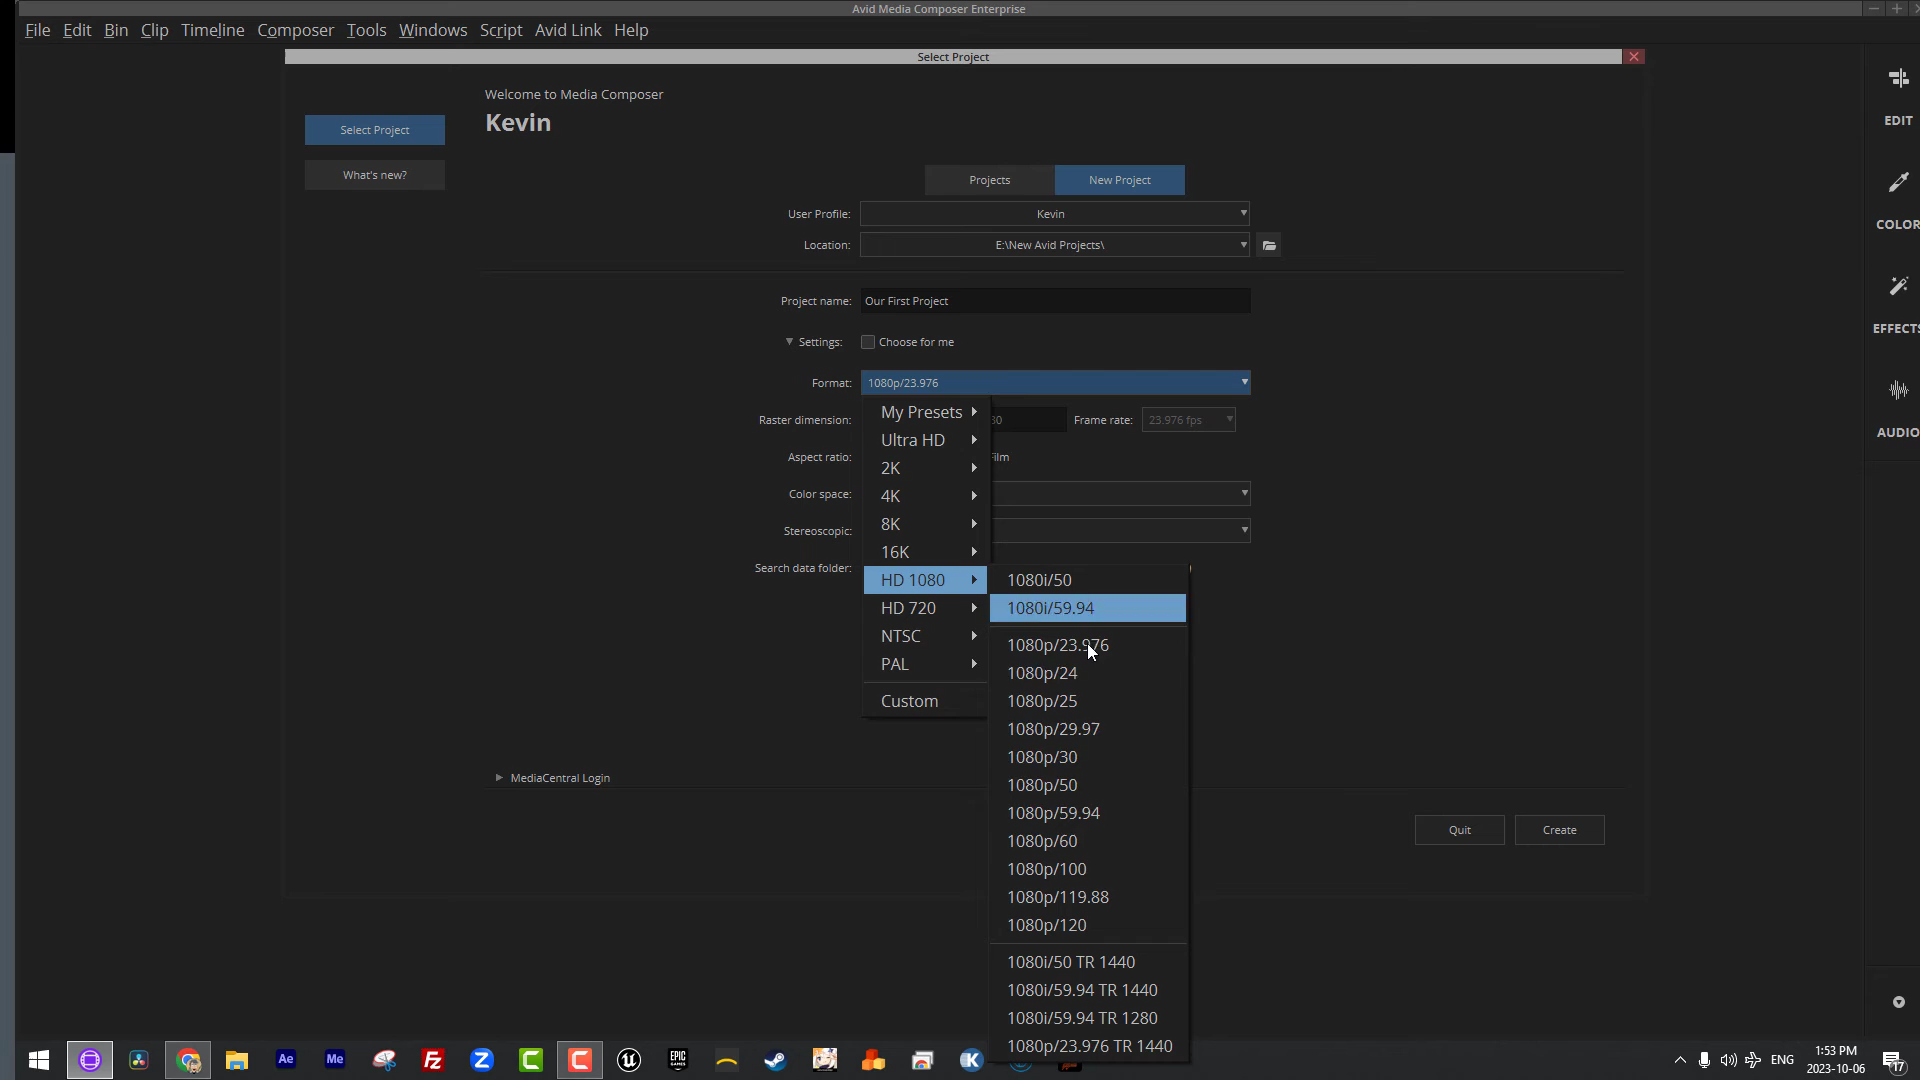 Avid Media Composer Enterprise
File Edit Bin Clip Timeline Composer Tools Windows Script Avid Link Help
Select Project
Welcome to Media Composer
Kevin
Select Project
What's new?
Projects
New Project
User Profile: Kevin
Location: E:\New Avid Projects\
Project name: Our First Project
Settings: Choose for me
Format: 1080p/23.976
Raster dimension: Frame rate: 23.976 fps
Aspect ratio:
Color space:
Stereoscopic:
Search data folder:
My Presets
Ultra HD
2K
4K
8K
16K
HD 1080
HD 720
NTSC
PAL
Custom
1080i/50
1080i/59.94
1080p/23.976
1080p/24
1080p/25
1080p/29.97
1080p/30
1080p/50
1080p/59.94
1080p/60
1080p/100
1080p/119.88
1080p/120
1080i/50 TR 1440
1080i/59.94 TR 1440
1080i/59.94 TR 1280
1080p/23.976 TR 1440
MediaCentral Login
Quit
Create
EDIT
COLOR
EFFECTS
AUDIO
Ae
Me
Fz
Z
C
C
EPIC
GAMES
K
ENG
1:53 PM
2023-10-06
17